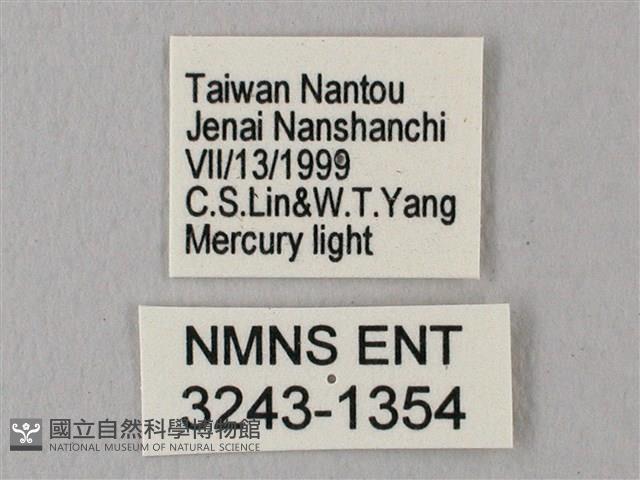 Taiwan Nantou
Jenai Nanshanchi
VII/13/1999
C.S.Lin&W.T.Yang
Mercury light
NMNS ENT
3243-1354
國立自然科學博物館
NATIONAL MUSEUM OF NATURAL SCIENCE